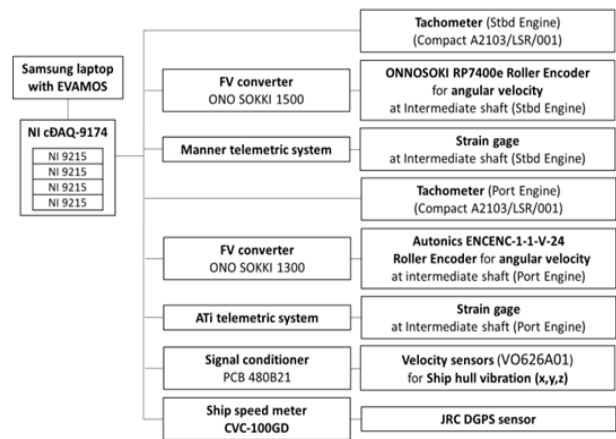 Tachometer (Stbd Engine)
(Compact A2103/LSR/001)
Samsung laptop
with EVAMOS
FV converter
ONO SOKKI 1500
ONNOSOKI RP7400e Roller Encoder
for angular velocity
at Intermediate shaft (Stbd Engine)
NI cĐAQ-9174
NI 9215
NI 9215
NI 9215
NI 9215
Manner telemetric system
Strain gage
at Intermediate shaft (Stbd Engine)
Tachometer (Port Engine)
(Compact A2103/LSR/001)
FV converter
ONO SOKKI 1300
Autonics ENCENC-1-1-V-24
Roller Encoder for angular velocity
at intermediate shaft (Port Engine)
ATi telemetric system
Strain gage
at Intermediate shaft (Port Engine)
Signal conditioner
PCB 480B21
Velocity sensors (VO626A01)
for Ship hull vibration (x,y,z)
Ship speed meter
CVC-100GD
JRC DGPS sensor